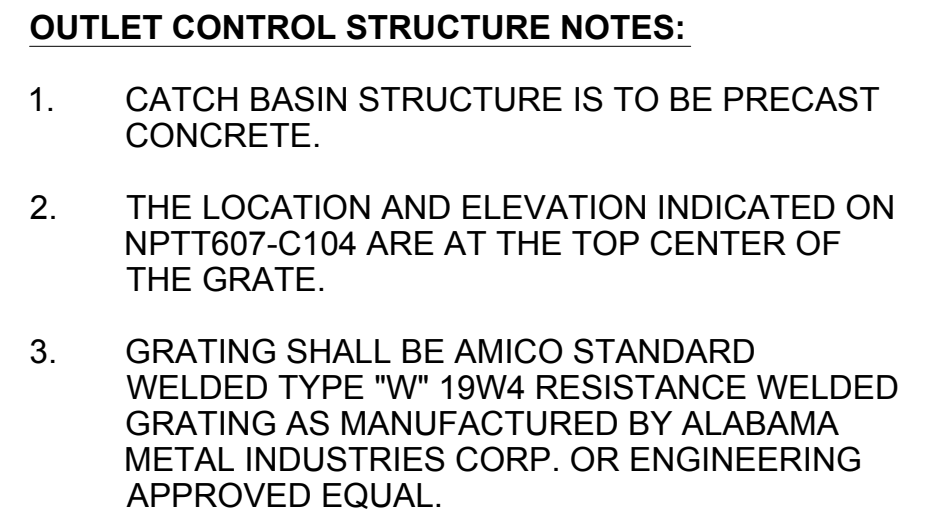 OUTLET CONTROL STRUCTURE NOTES:
1. CATCH BASIN STRUCTURE IS TO BE PRECAST
CONCRETE.
2. THE LOCATION AND ELEVATION INDICATED ON
NPTT607-C104 ARE AT THE TOP CENTER OF
THE GRATE.
3. GRATING SHALL BE AMICO STANDARD
WELDED TYPE "W" 19W4 RESISTANCE WELDED
GRATING AS MANUFACTURED BY ALABAMA
METAL INDUSTRIES CORP. OR ENGINEERING
APPROVED EQUAL.